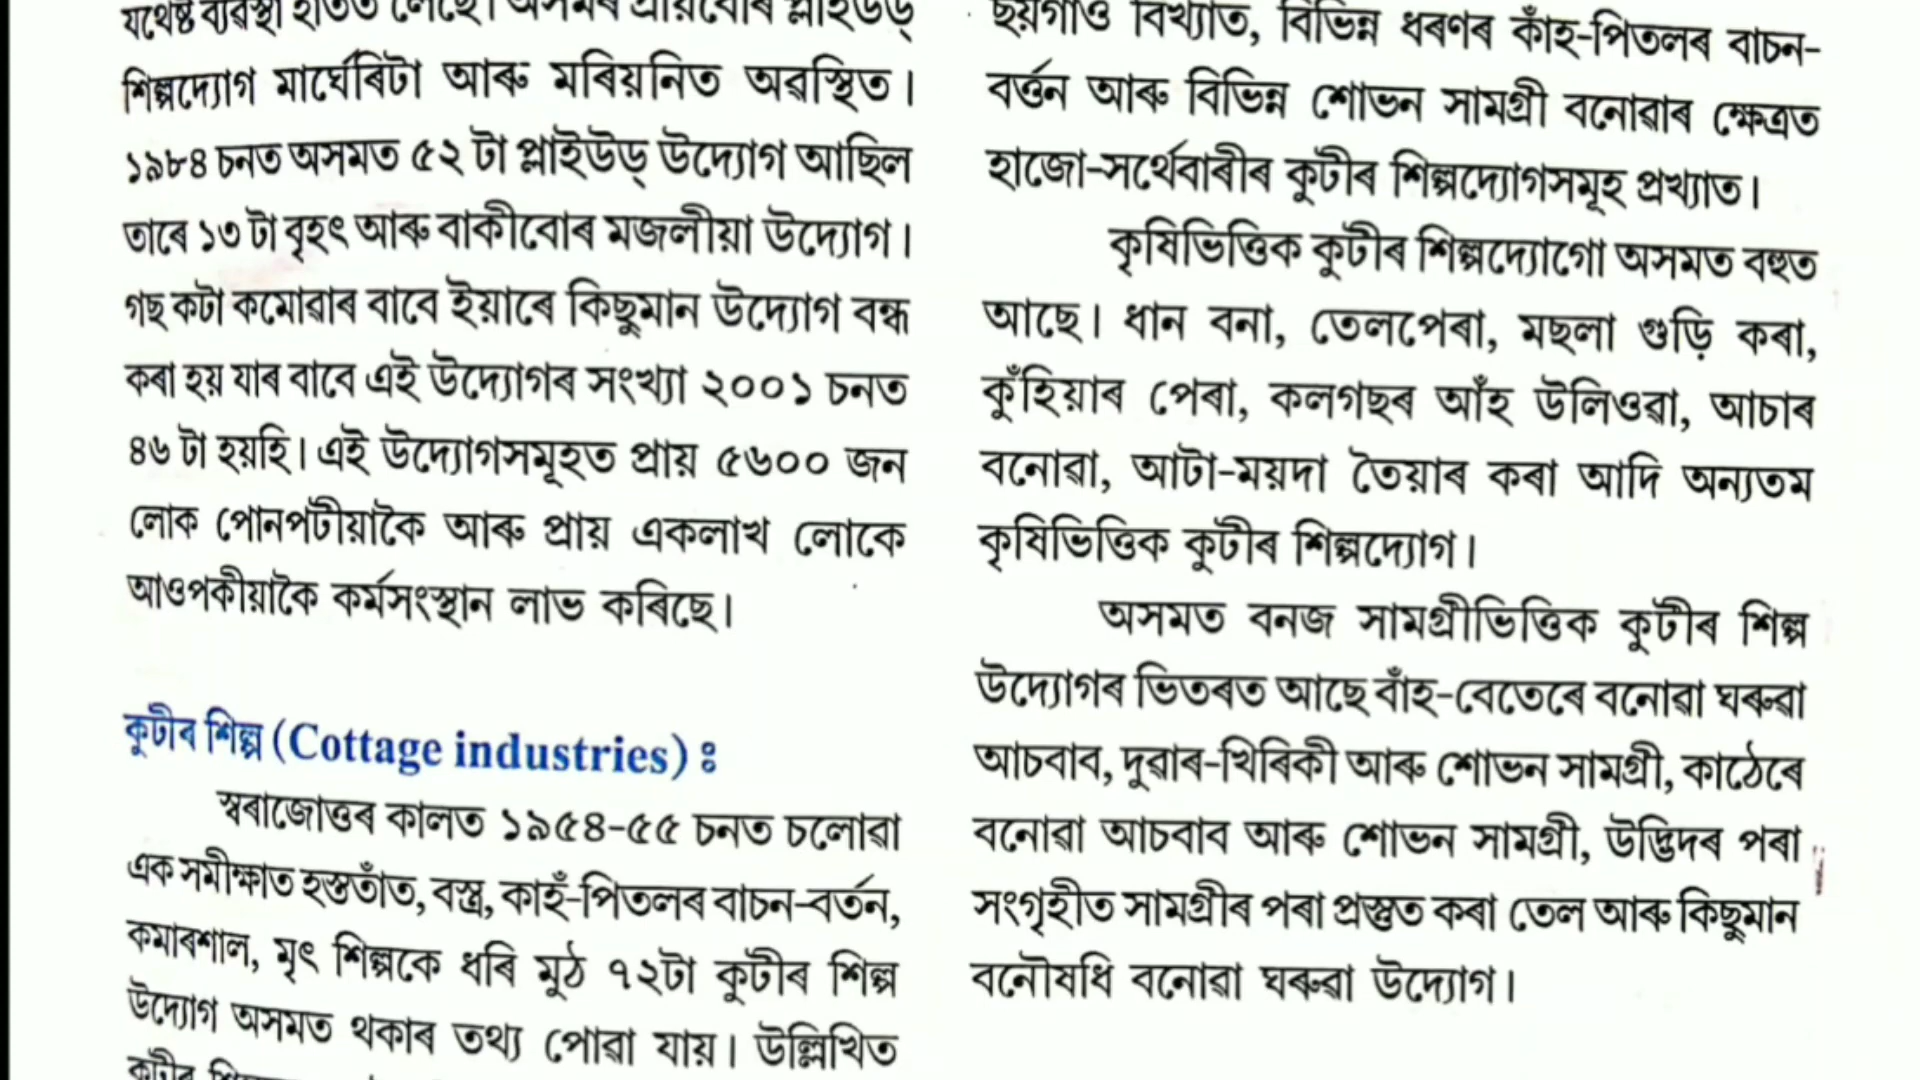 যথেষ্ট ব্যৱস্থা হাতত লৈছে। অসমৰ প্ৰায়বোৰ প্লাইউড্
শিল্পদ্যোগ মাৰ্ঘেৰিটা আৰু মৰিয়নিত অৱস্থিত।
১৯৮৪ চনত অসমত ৫২ টা প্লাইউড্ উদ্যোগ আছিল
তাৰে ১৩ টা বৃহৎ আৰু বাকীবোৰ মজলীয়া উদ্যোগ।
গছ কটা কমোৱাৰ বাবে ইয়াৰে কিছুমান উদ্যোগ বন্ধ
কৰা হয় যাৰ বাবে এই উদ্যোগৰ সংখ্যা ২০০১ চনত
৪৬ টা হয়হি। এই উদ্যোগসমূহত প্ৰায় ৫৬০০ জন
লোক পোনপটীয়াকৈ আৰু প্ৰায় একলাখ লোকে
আওপকীয়াকৈ কৰ্মসংস্থান লাভ কৰিছে।
কুটীৰ শিল্প (Cottage industries) ঃ
স্বৰাজোত্তৰ কালত ১৯৫৪-৫৫ চনত চলোৱা
এক সমীক্ষাত হস্ততাঁত, বস্ত্ৰ, কাহঁ-পিতলৰ বাচন-বৰ্তন,
কমাৰশাল, মৃৎ শিল্পকে ধৰি মুঠ ৭২টা কুটীৰ শিল্প
উদ্যোগ অসমত থকাৰ তথ্য পোৱা যায়। উল্লিখিত
কুটীৰ
ছয়গাঁও বিখ্যাত, বিভিন্ন ধৰণৰ কাঁহ-পিতলৰ বাচন-
বৰ্ত্তন আৰু বিভিন্ন শোভন সামগ্ৰী বনোৱাৰ ক্ষেত্ৰত
হাজো-সৰ্থেবাৰীৰ কুটীৰ শিল্পদ্যোগসমূহ প্ৰখ্যাত।
কৃষিভিত্তিক কুটীৰ শিল্পদ্যোগো অসমত বহুত
আছে। ধান বনা, তেলপেৰা, মছলা গুড়ি কৰা,
কুঁহিয়াৰ পেৰা, কলগছৰ আঁহ উলিওৱা, আচাৰ
বনোৱা, আটা-ময়দা তৈয়াৰ কৰা আদি অন্যতম
কৃষিভিত্তিক কুটীৰ শিল্পদ্যোগ।
অসমত বনজ সামগ্ৰীভিত্তিক কুটীৰ শিল্প
উদ্যোগৰ ভিতৰত আছে বাঁহ-বেতেৰে বনোৱা ঘৰুৱা
আচবাব, দুৱাৰ-খিৰিকী আৰু শোভন সামগ্ৰী, কাঠেৰে
বনোৱা আচবাব আৰু শোভন সামগ্ৰী, উদ্ভিদৰ পৰা
সংগৃহীত সামগ্ৰীৰ পৰা প্ৰস্তুত কৰা তেল আৰু কিছুমান
বনৌষধি বনোৱা ঘৰুৱা উদ্যোগ।